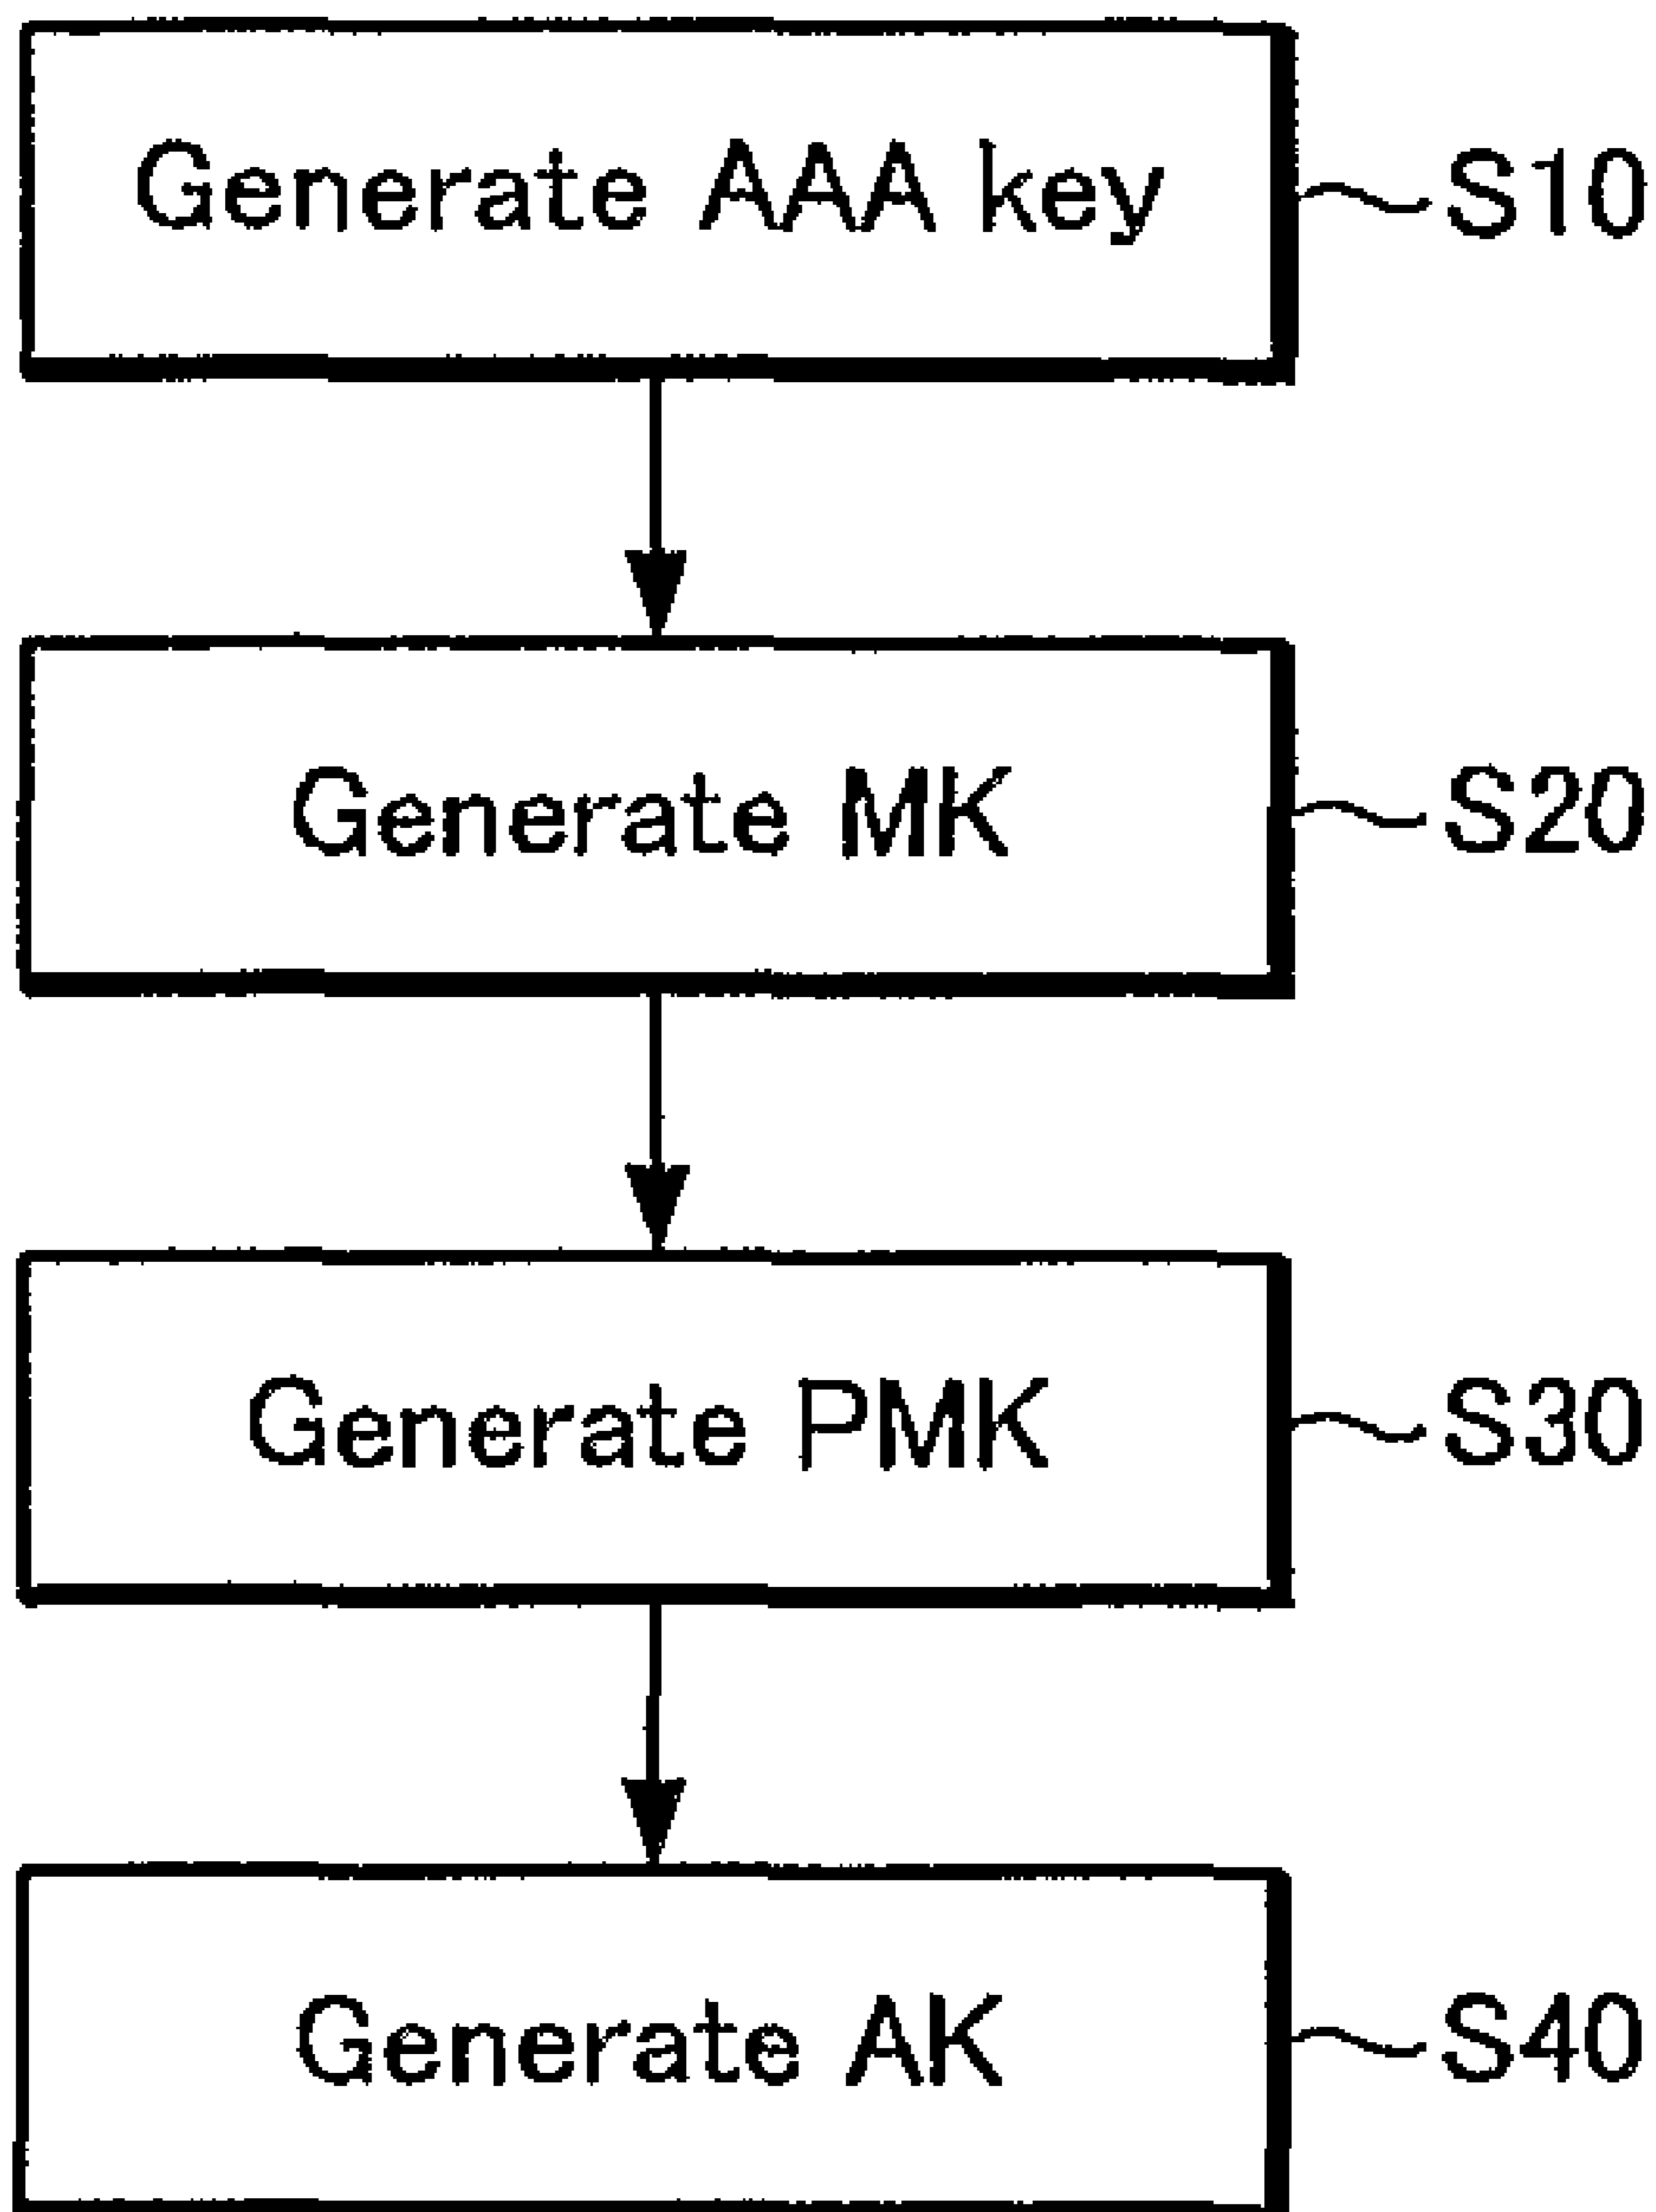 Generate AAA key S10
Generate MK S20
Generate PMK S30
Generate AK S40